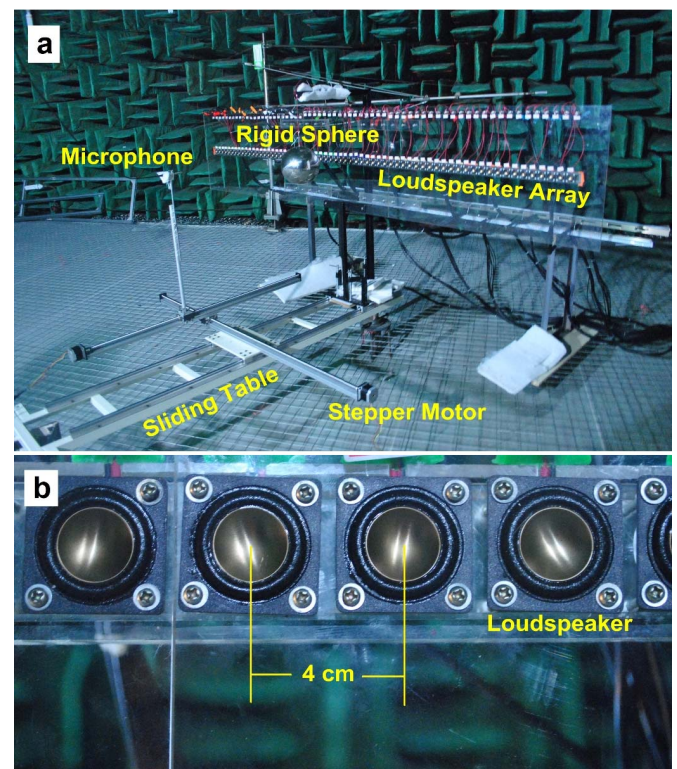 a
Rigid Sphere
Microphone
Loudspeaker Array
Sliding Table
Stepper Motor
b
Loudspeaker
4 cm